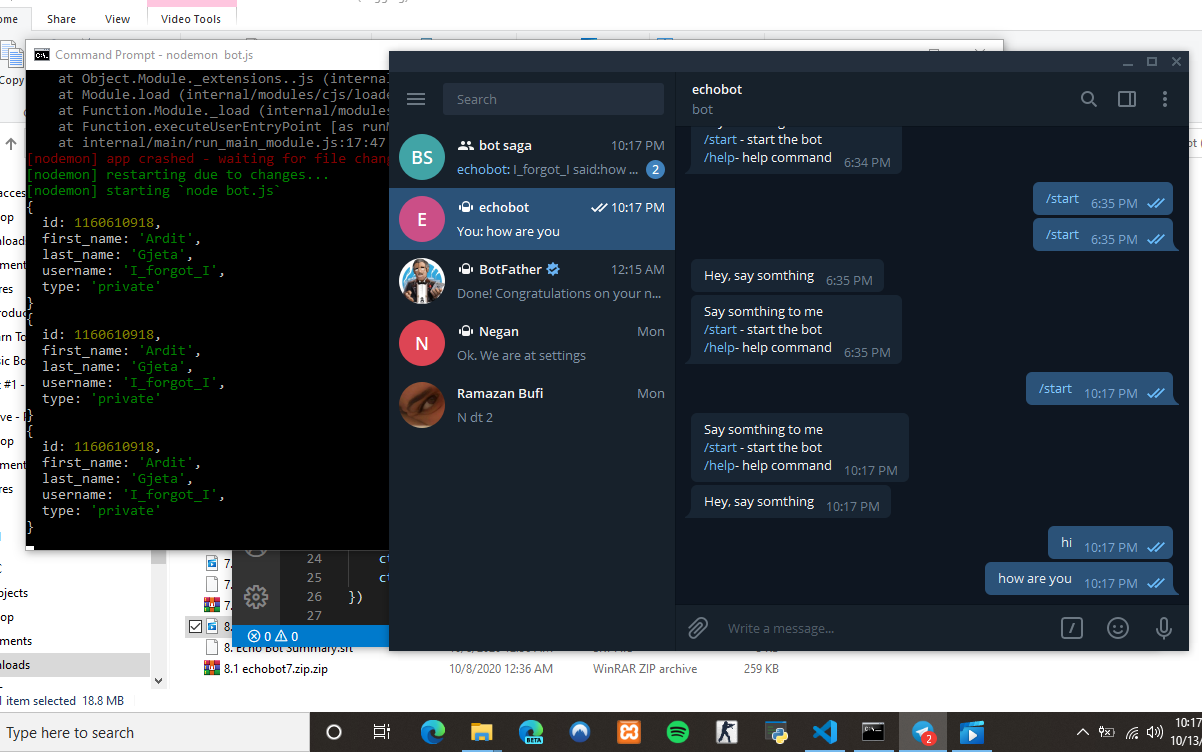 ome Share View Video Tools
Copy
Command Prompt - nodemon bot.js
at Object.Module._extensions..js (internal
at Module.load (internal/modules/cjs/loade
at Function.Module._load (internal/modules
at Function.executeUserEntryPoint [as runM
at internal/main/run_main_module.js:17:47
[nodemon] app crashed - waiting for file chang
[nodemon] restarting due to changes...
[nodemon] starting `node bot.js`
{
id: 1160610918,
first_name: 'Ardit',
last_name: 'Gjeta',
username: 'I_forgot_I',
type: 'private'
}
{
id: 1160610918,
first_name: 'Ardit',
last_name: 'Gjeta',
username: 'I_forgot_I',
type: 'private'
}
{
id: 1160610918,
first_name: 'Ardit',
last_name: 'Gjeta',
username: 'I_forgot_I',
type: 'private'
}
Search
BS
bot saga 10:17 PM
echobot: I_forgot_I said:how ... 2
E
echobot 10:17 PM
You: how are you
BotFather 12:15 AM
Done! Congratulations on your n...
N
Negan Mon
Ok. We are at settings
Ramazan Bufi Mon
N dt 2
echobot
bot
/start - start the bot
/help- help command 6:34 PM
/start 6:35 PM
/start 6:35 PM
Hey, say somthing 6:35 PM
Say somthing to me
/start - start the bot
/help- help command 6:35 PM
/start 10:17 PM
Say somthing to me
/start - start the bot
/help- help command 10:17 PM
Hey, say somthing 10:17 PM
hi 10:17 PM
how are you 10:17 PM
Write a message...
24 ct
25 ct
26 })
27
0 0
7.
7.
7.
8.
8. Echo Bot Summary.srt
8.1 echobot7.zip.zip 10/8/2020 12:36 AM WinRAR ZIP archive 259 KB
acces
op
nloads
ments
res
roduc
rn To
sic Bo
t #1 -
ve - P
op
ments
res
ojects
op
ments
loads
item selected 18.8 MB
Type here to search
BETA
2
10:17
10/13/